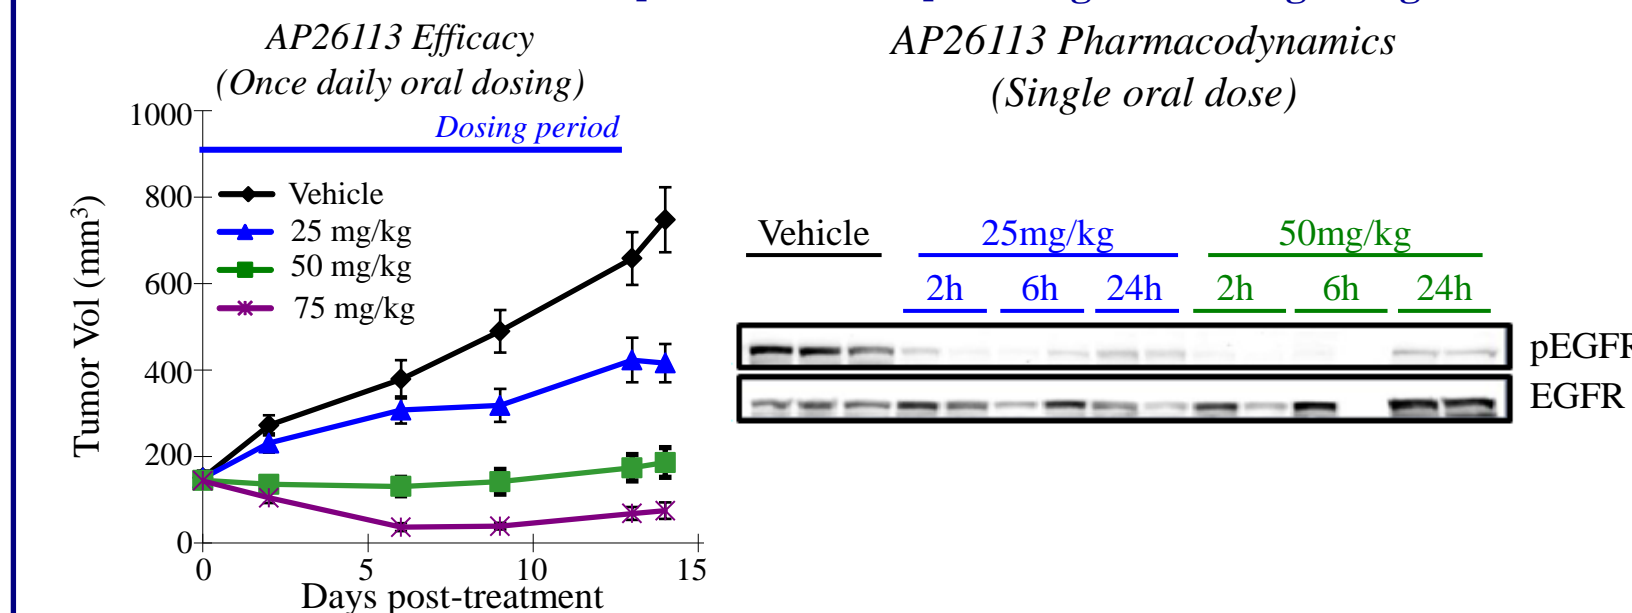 AP26113 Efficacy
(Once daily oral dosing)
1000
800
600
400
200
0
Tumor Vol (mm³)
Dosing period
Vehicle
25 mg/kg
50 mg/kg
75 mg/kg
0 5 10 15
Days post-treatment
AP26113 Pharmacodynamics
(Single oral dose)
Vehicle 25mg/kg 50mg/kg
2h 6h 24h 2h 6h 24h
pEGFR
EGFR